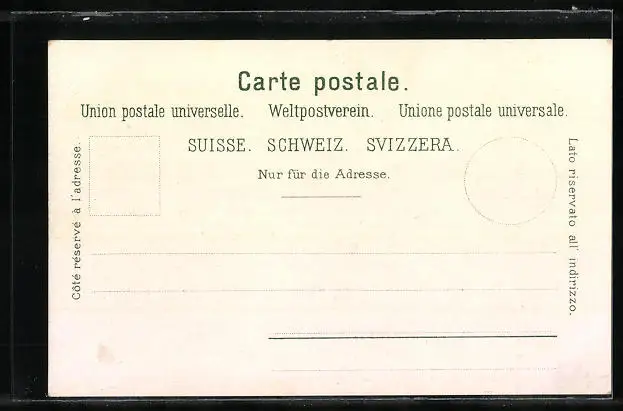 Carte postale.
Union postale universelle. Weltpostverein. Unione postale universale.
SUISSE. SCHWEIZ. SVIZZERA.
Nur für die Adresse.
Côté réservé à l'adresse.
Lato riservato all' indirizzo.